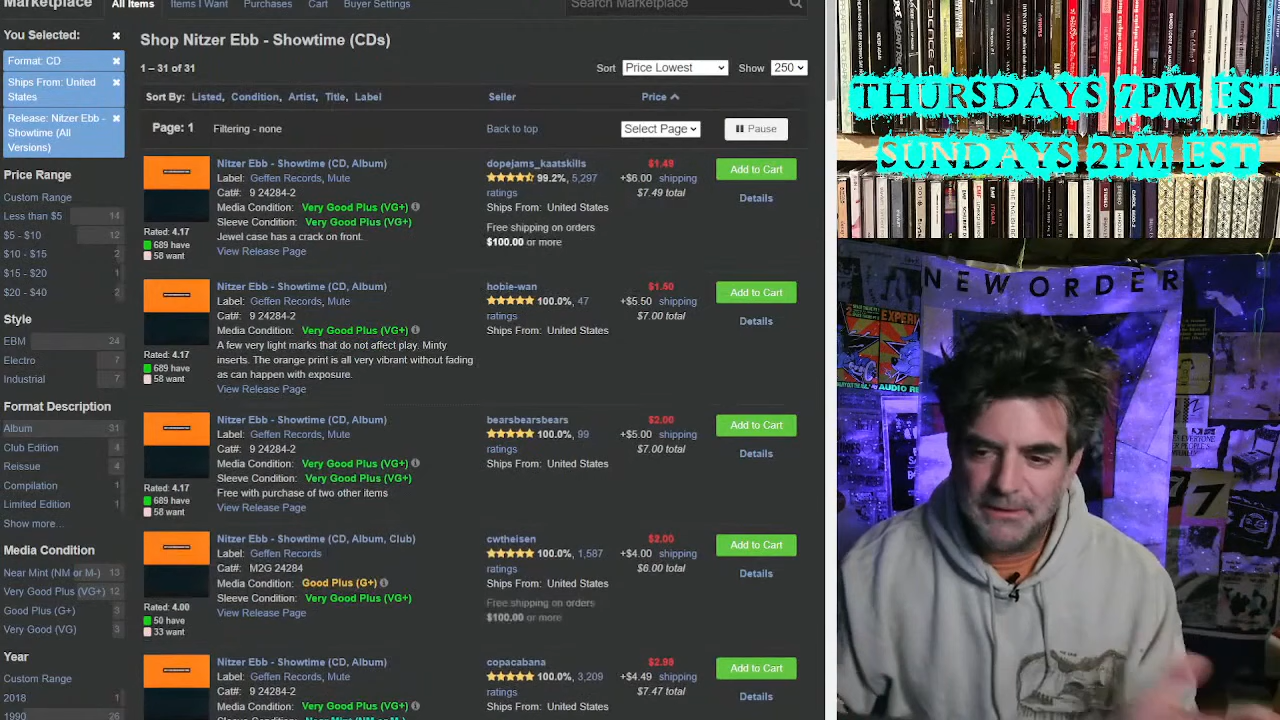 Marketplace
All Items
Items I Want
Purchases
Cart
Buyer Settings
Search Marketplace
You Selected:
Format: CD
Ships From: United
States
Release: Nitzer Ebb -
Showtime (All
Versions)
Price Range
Custom Range
Less than $5 14
$5 - $10 12
$10 - $15 2
$15 - $20 1
$20 - $40 2
Style
EBM 24
Electro 7
Industrial 7
Format Description
Album 31
Club Edition 4
Reissue 4
Compilation 1
Limited Edition 1
Show more...
Media Condition
Near Mint (NM or M-) 13
Very Good Plus (VG+) 12
Good Plus (G+) 3
Very Good (VG) 3
Year
Custom Range
2018 1
1990 26
Shop Nitzer Ebb - Showtime (CDs)
1 – 31 of 31
Sort Price Lowest Show 250
Sort By: Listed, Condition, Artist, Title, Label Seller Price
Page: 1 Filtering - none Back to top Select Page Pause
Nitzer Ebb - Showtime (CD, Album)
Label: Geffen Records, Mute
Cat#: 9 24284-2
Media Condition: Very Good Plus (VG+)
Sleeve Condition: Very Good Plus (VG+)
Jewel case has a crack on front.
View Release Page
Rated: 4.17
689 have
58 want
dopejams_kaatskills
99.2%, 5,297
ratings
Ships From: United States
Free shipping on orders
$100.00 or more
$1.49
+$6.00 shipping
$7.49 total
Add to Cart
Details
Nitzer Ebb - Showtime (CD, Album)
Label: Geffen Records, Mute
Cat#: 9 24284-2
Media Condition: Very Good Plus (VG+)
A few very light marks that do not affect play. Minty
inserts. The orange print is all very vibrant without fading
as can happen with exposure.
View Release Page
Rated: 4.17
689 have
58 want
hobie-wan
100.0%, 47
ratings
Ships From: United States
$1.50
+$5.50 shipping
$7.00 total
Add to Cart
Details
Nitzer Ebb - Showtime (CD, Album)
Label: Geffen Records, Mute
Cat#: 9 24284-2
Media Condition: Very Good Plus (VG+)
Sleeve Condition: Very Good Plus (VG+)
Free with purchase of two other items
View Release Page
Rated: 4.17
689 have
58 want
bearsbearsbears
100.0%, 99
ratings
Ships From: United States
$2.00
+$5.00 shipping
$7.00 total
Add to Cart
Details
Nitzer Ebb - Showtime (CD, Album, Club)
Label: Geffen Records
Cat#: M2G 24284
Media Condition: Good Plus (G+)
Sleeve Condition: Very Good Plus (VG+)
View Release Page
Rated: 4.00
50 have
33 want
cwtheisen
100.0%, 1,587
ratings
Ships From: United States
Free shipping on orders
$100.00 or more
$2.00
+$4.00 shipping
$6.00 total
Add to Cart
Details
Nitzer Ebb - Showtime (CD, Album)
Label: Geffen Records, Mute
Cat#: 9 24284-2
Media Condition: Very Good Plus (VG+)
copacabana
100.0%, 3,209
ratings
Ships From: United States
$2.98
+$4.49 shipping
$7.47 total
Add to Cart
Details
THURSDAYS 7PM EST
SUNDAYS 2PM EST
NEW ORDER